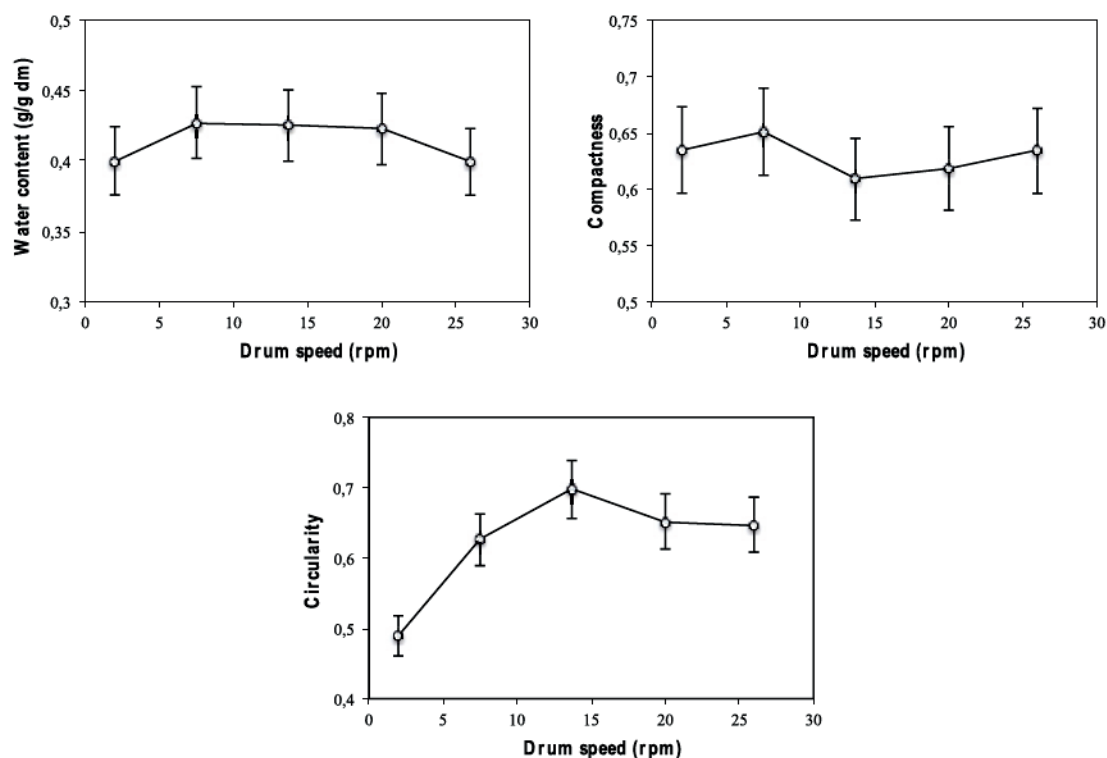 Water content (g/g dm)
0,5
0,45
0,4
0,35
0,3
0 5 10 15 20 25 30
Drum speed (rpm)
Compactness
0,75
0,7
0,65
0,6
0,55
0,5
0 5 10 15 20 25 30
Drum speed (rpm)
Circularity
0,8
0,7
0,6
0,5
0,4
0 5 10 15 20 25 30
Drum speed (rpm)